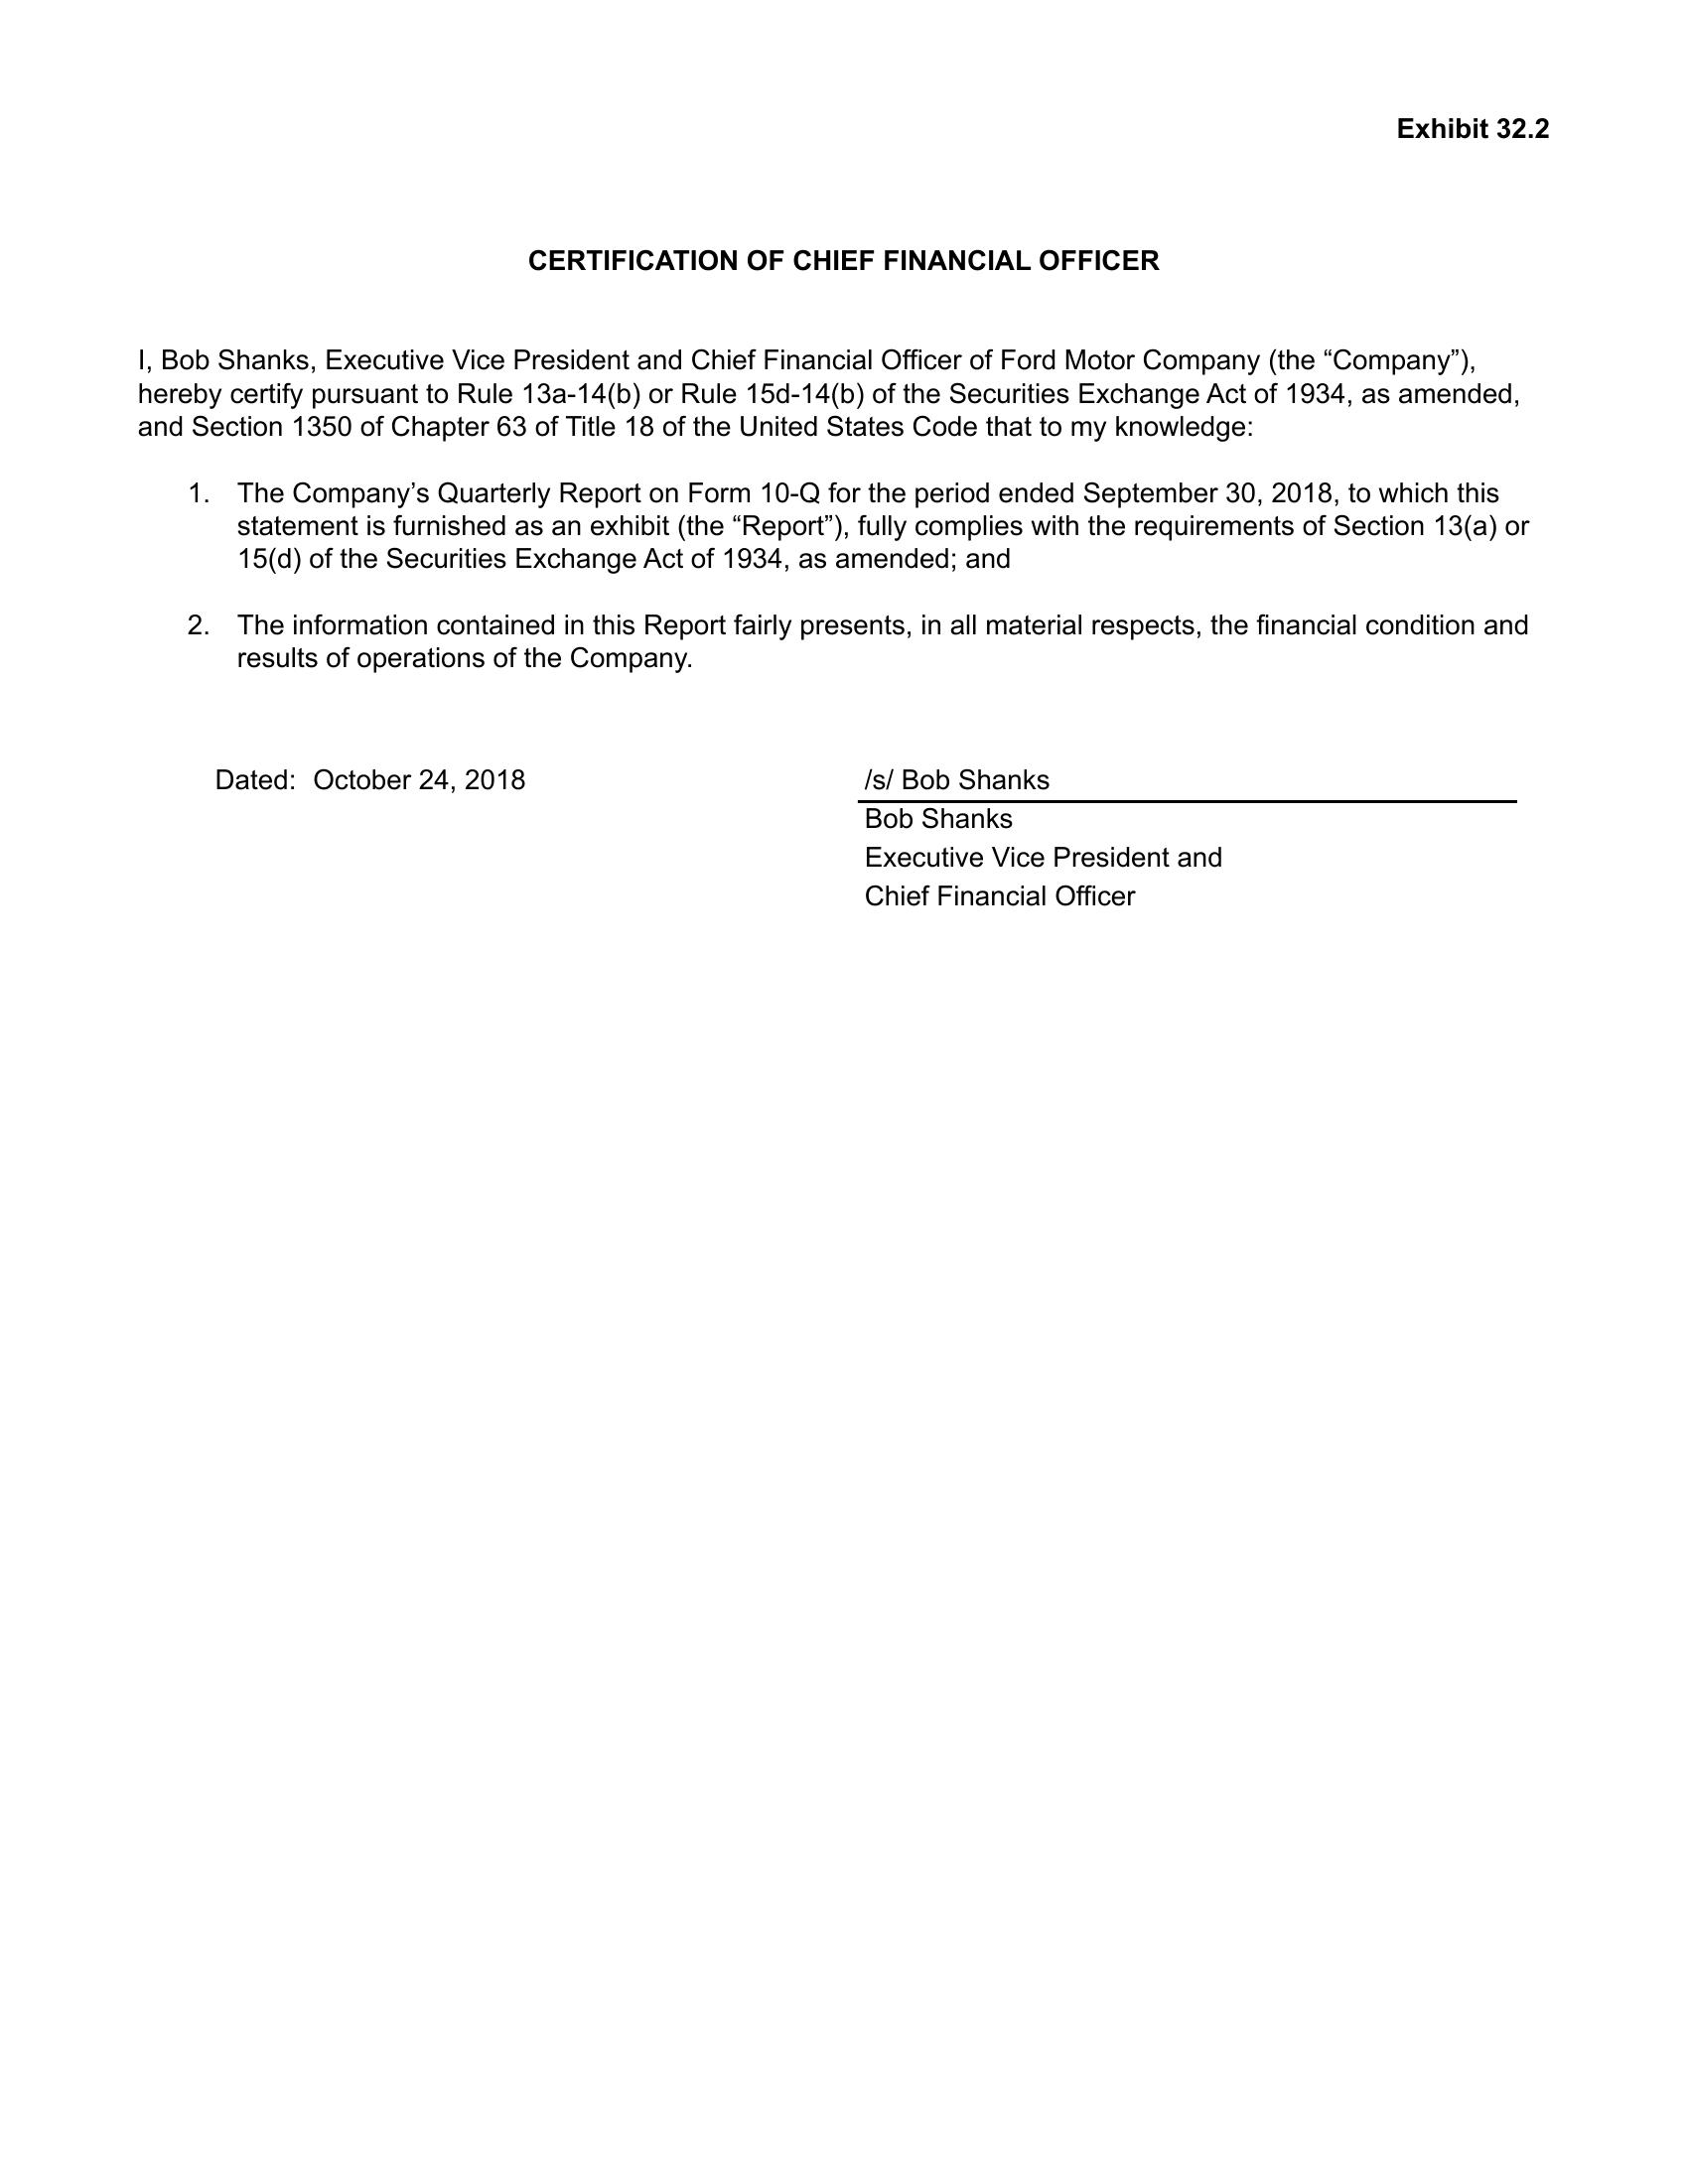 Exhibit 32.2
CERTIFICATION OF CHIEF FINANCIAL OFFICER
I, Bob Shanks, Executive Vice President and Chief Financial Officer of Ford Motor Company (the “Company”),
hereby certify pursuant to Rule 13a-14(b) or Rule 15d-14(b) of the Securities Exchange Act of 1934, as amended,
and Section 1350 of Chapter 63 of Title 18 of the United States Code that to my knowledge:
1. The Company’s Quarterly Report on Form 10-Q for the period ended September 30, 2018, to which this
statement is furnished as an exhibit (the “Report”), fully complies with the requirements of Section 13(a) or
15(d) of the Securities Exchange Act of 1934, as amended; and
2. The information contained in this Report fairly presents, in all material respects, the financial condition and
results of operations of the Company.
Dated: October 24, 2018 /s/ Bob Shanks
Bob Shanks
Executive Vice President and
Chief Financial Officer